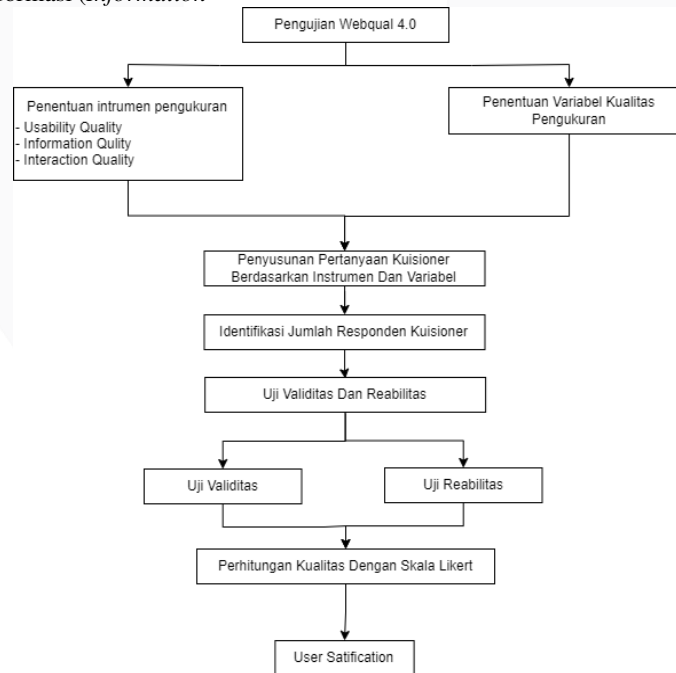 (Information
Pengujian Webqual 4.0
Penentuan intrumen pengukuran
- Usability Quality
- Information Qulity
- Interaction Quality
Penentuan Variabel Kualitas
Pengukuran
Penyusunan Pertanyaan Kuisioner
Berdasarkan Instrumen Dan Variabel
Identifikasi Jumlah Responden Kuisioner
Uji Validitas Dan Reabilitas
Uji Validitas
Uji Reabilitas
Perhitungan Kualitas Dengan Skala Likert
User Satification